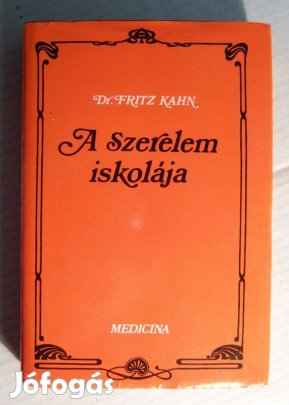 Dr. FRITZ KAHN
A szerelem
iskolája
MEDICINA
Jófogás